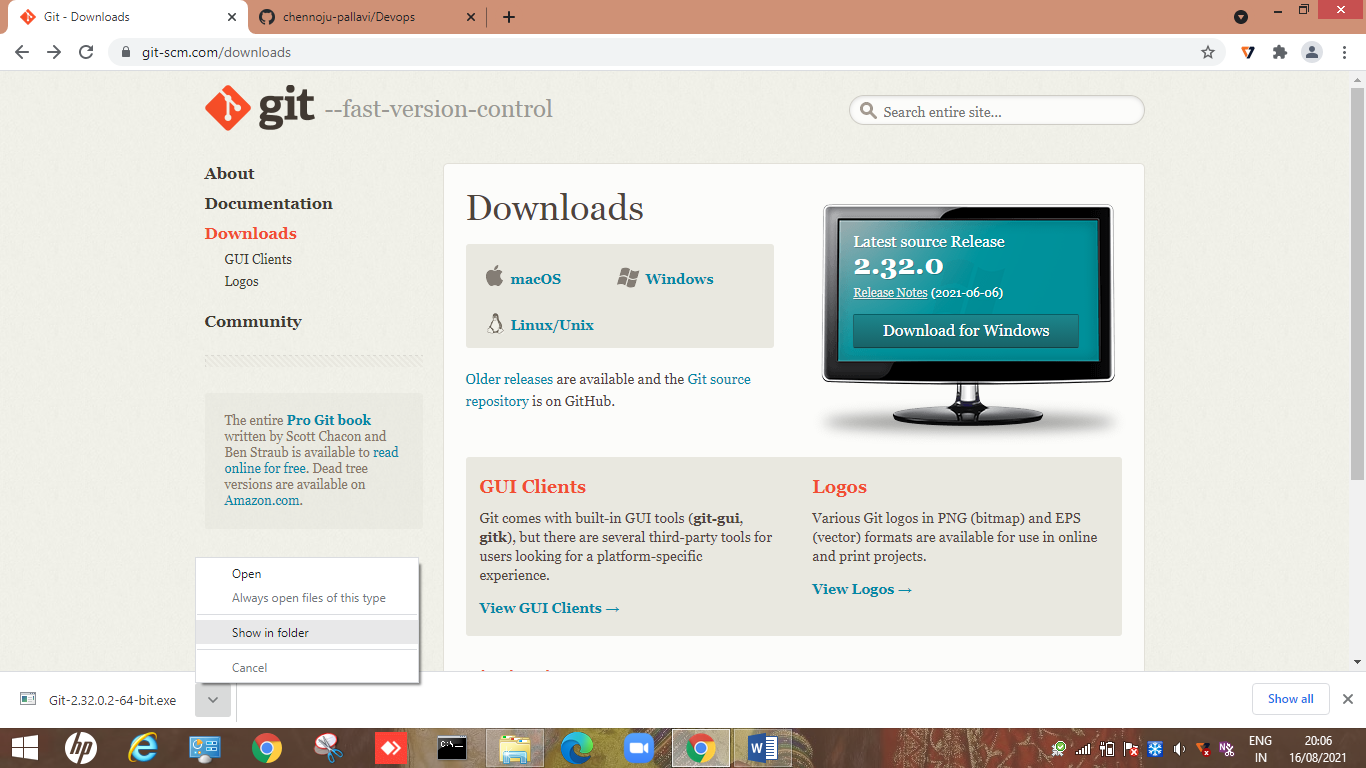 Git - Downloads
chennoju-pallavi/Devops
git-scm.com/downloads
git --fast-version-control
Search entire site...
About
Documentation
Downloads
GUI Clients
Logos
Community
The entire Pro Git book
written by Scott Chacon and
Ben Straub is available to read
online for free. Dead tree
versions are available on
Amazon.com.
Downloads
macOS
Windows
Linux/Unix
Older releases are available and the Git source
repository is on GitHub.
Latest source Release
2.32.0
Release Notes (2021-06-06)
Download for Windows
GUI Clients
Git comes with built-in GUI tools (git-gui,
gitk), but there are several third-party tools for
users looking for a platform-specific
experience.
View GUI Clients →
Logos
Various Git logos in PNG (bitmap) and EPS
(vector) formats are available for use in online
and print projects.
View Logos →
Open
Always open files of this type
Show in folder
Cancel
Git-2.32.0.2-64-bit.exe
Show all
hp
C:\.
ENG
IN
20:06
16/08/2021